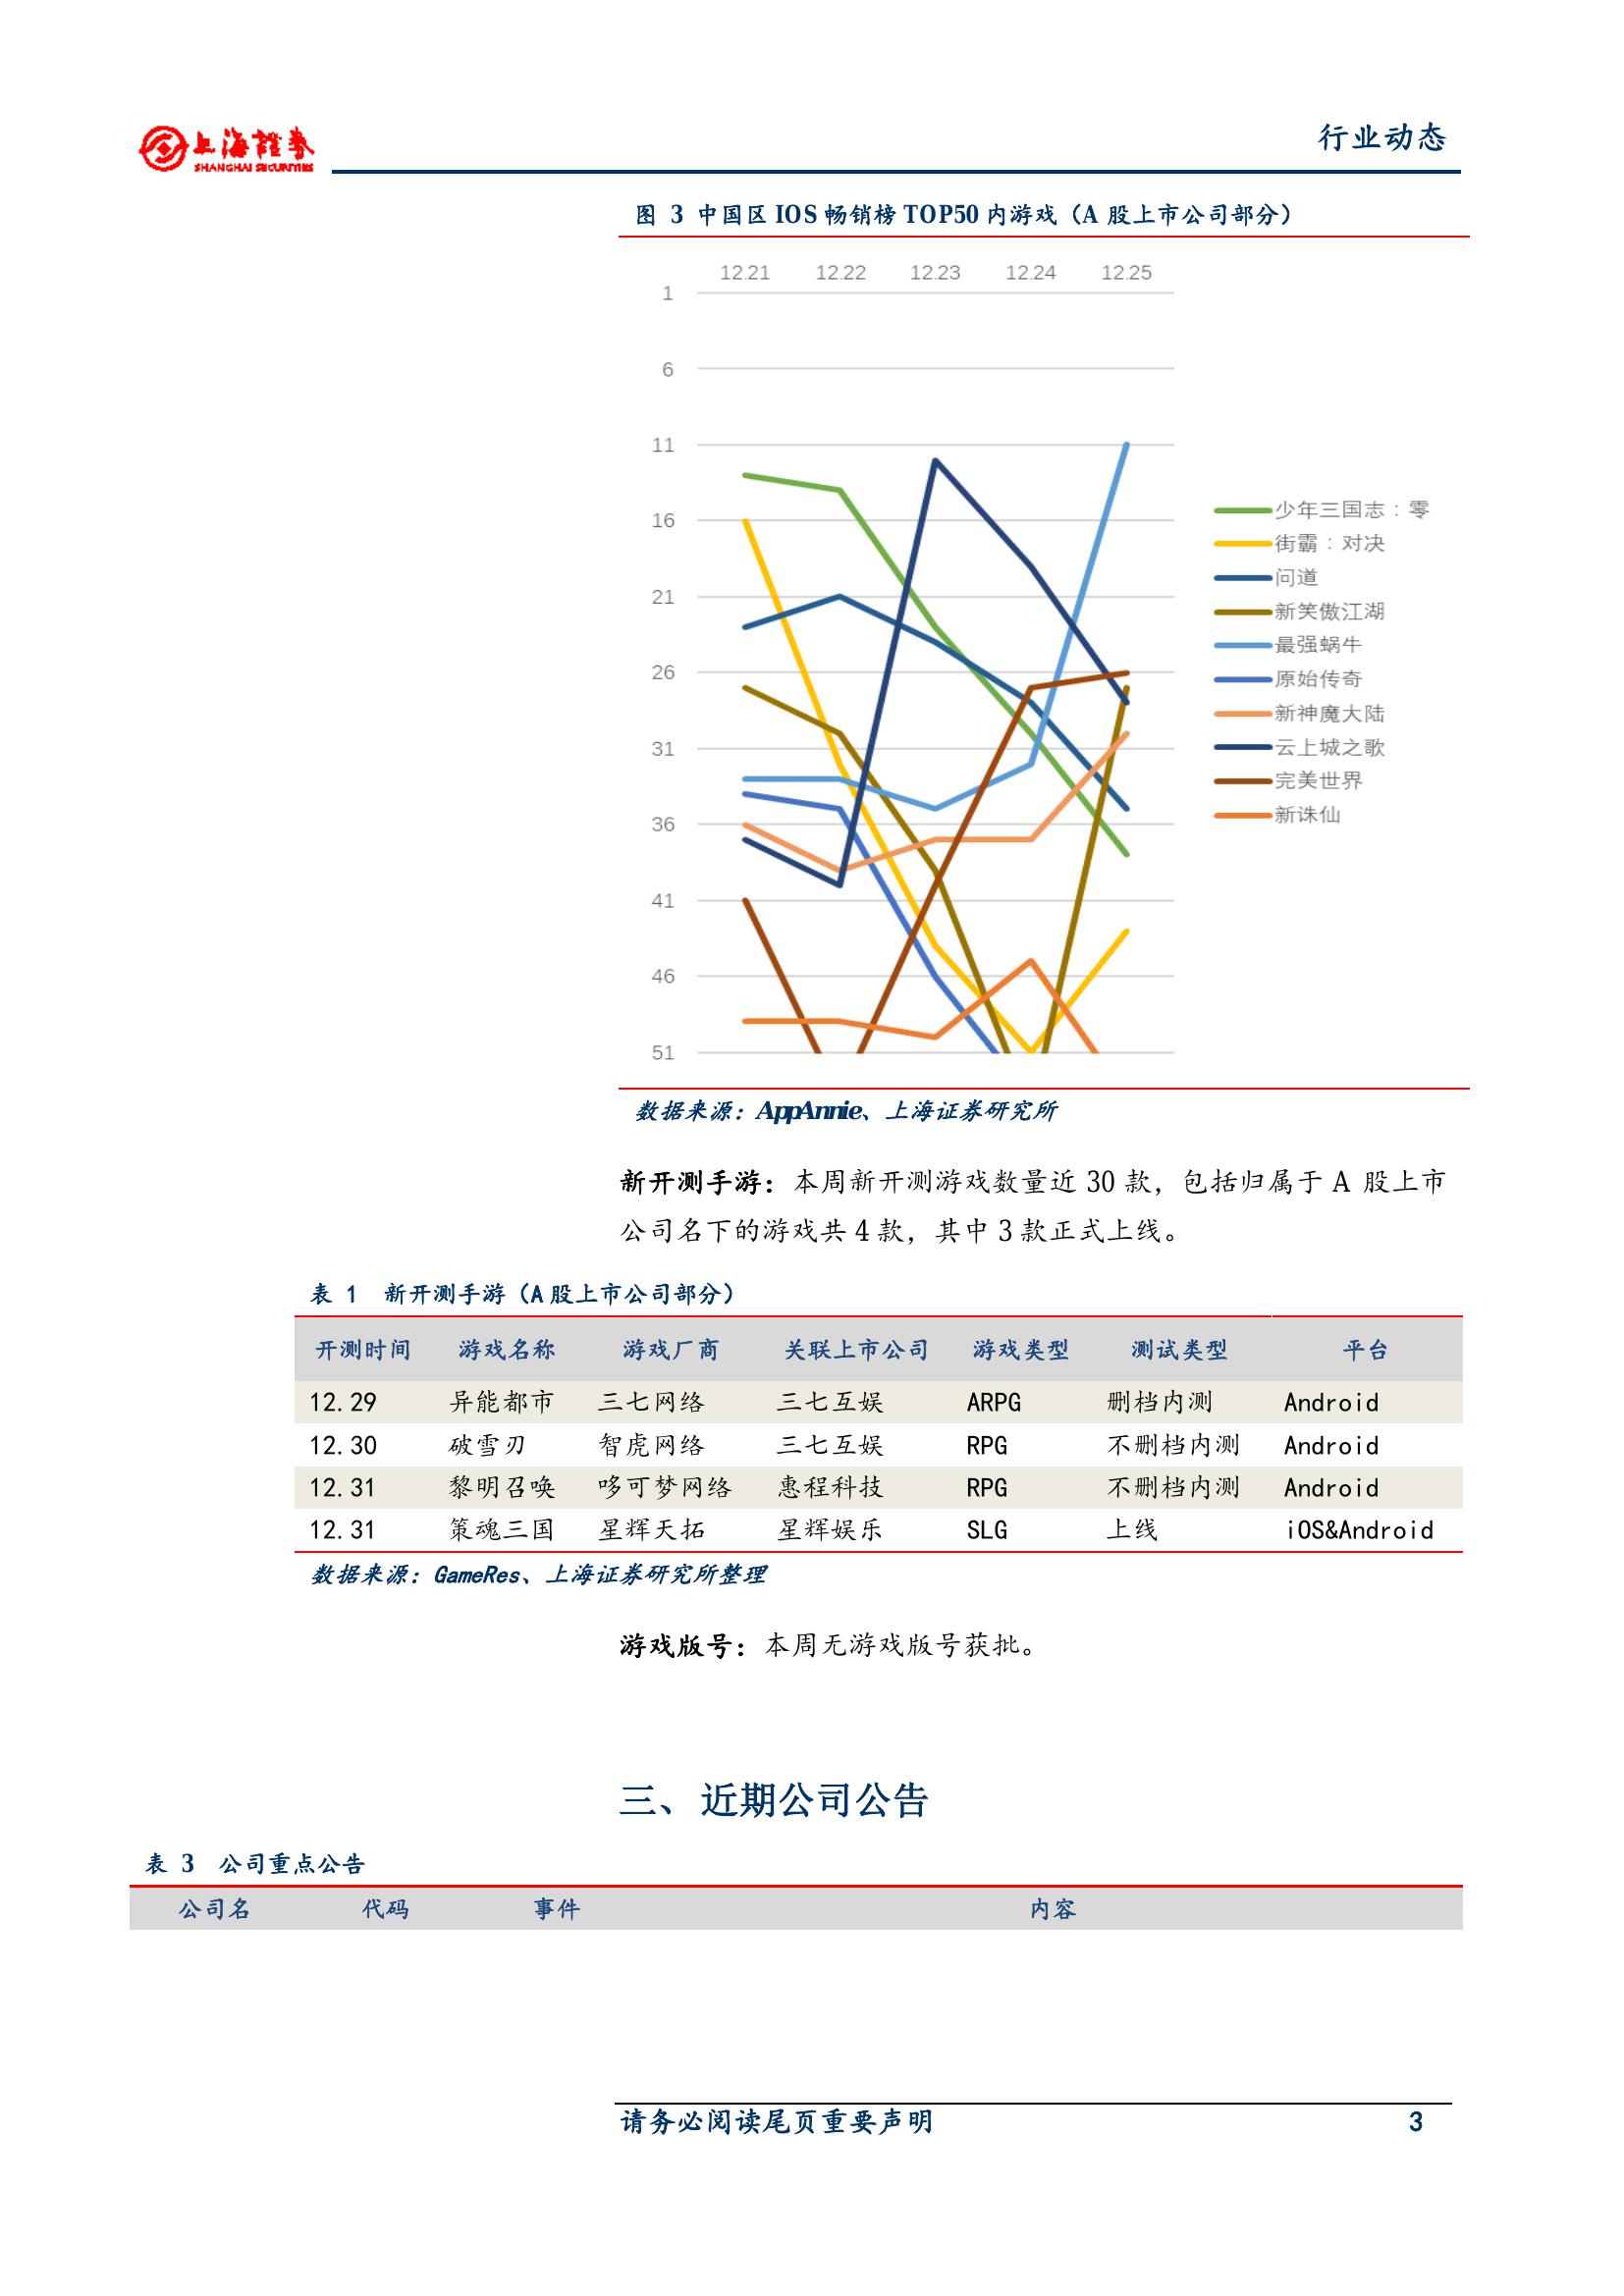 上海證券
SHANGHAI SECURITIES
行业动态
图 3 中国区 IOS 畅销榜 TOP50 内游戏（A 股上市公司部分）
12.21 12.22 12.23 12.24 12.25
1
6
11
16
21
26
31
36
41
46
51
少年三国志：零
街霸：对决
问道
新笑傲江湖
最强蜗牛
原始传奇
新神魔大陆
云上城之歌
完美世界
新诛仙
数据来源：AppAnnie、上海证券研究所
新开测手游：本周新开测游戏数量近 30 款，包括归属于 A 股上市
公司名下的游戏共 4 款，其中 3 款正式上线。
表 1 新开测手游（A 股上市公司部分）
开测时间 游戏名称 游戏厂商 关联上市公司 游戏类型 测试类型 平台
12.29 异能都市 三七网络 三七互娱 ARPG 删档内测 Android
12.30 破雪刃 智虎网络 三七互娱 RPG 不删档内测 Android
12.31 黎明召唤 哆可梦网络 惠程科技 RPG 不删档内测 Android
12.31 策魂三国 星辉天拓 星辉娱乐 SLG 上线 iOS&Android
数据来源：GameRes、上海证券研究所整理
游戏版号：本周无游戏版号获批。
三、近期公司公告
表 3 公司重点公告
公司名 代码 事件 内容
请务必阅读尾页重要声明 3